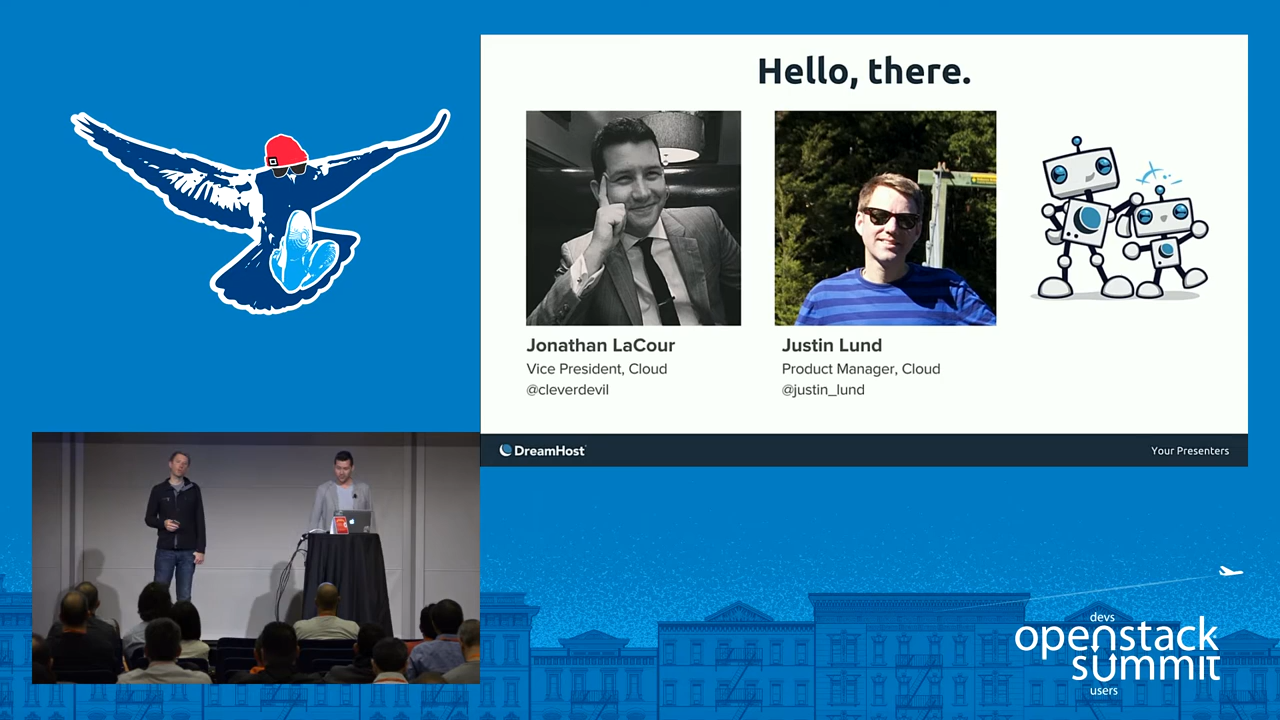 Hello, there.
Jonathan LaCour
Vice President, Cloud
@cleverdevil
Justin Lund
Product Manager, Cloud
@justin_lund
DreamHost
Your Presenters
devs
openstack
summit
users